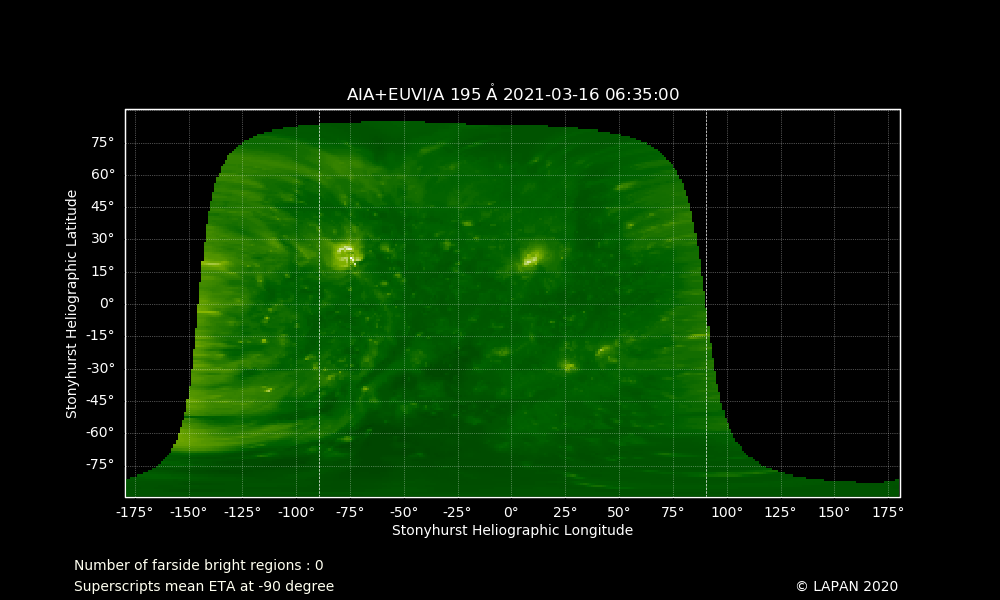 AIA+EUVI/A 195 Å 2021-03-16 06:35:00
75°
60°
45°
30°
15°
0°
-15°
-30°
-45°
-60°
-75°
Stonyhurst Heliographic Latitude
-175° -150° -125° -100° -75° -50° -25° 0° 25° 50° 75° 100° 125° 150° 175°
Stonyhurst Heliographic Longitude
Number of farside bright regions : 0
Superscripts mean ETA at -90 degree
© LAPAN 2020